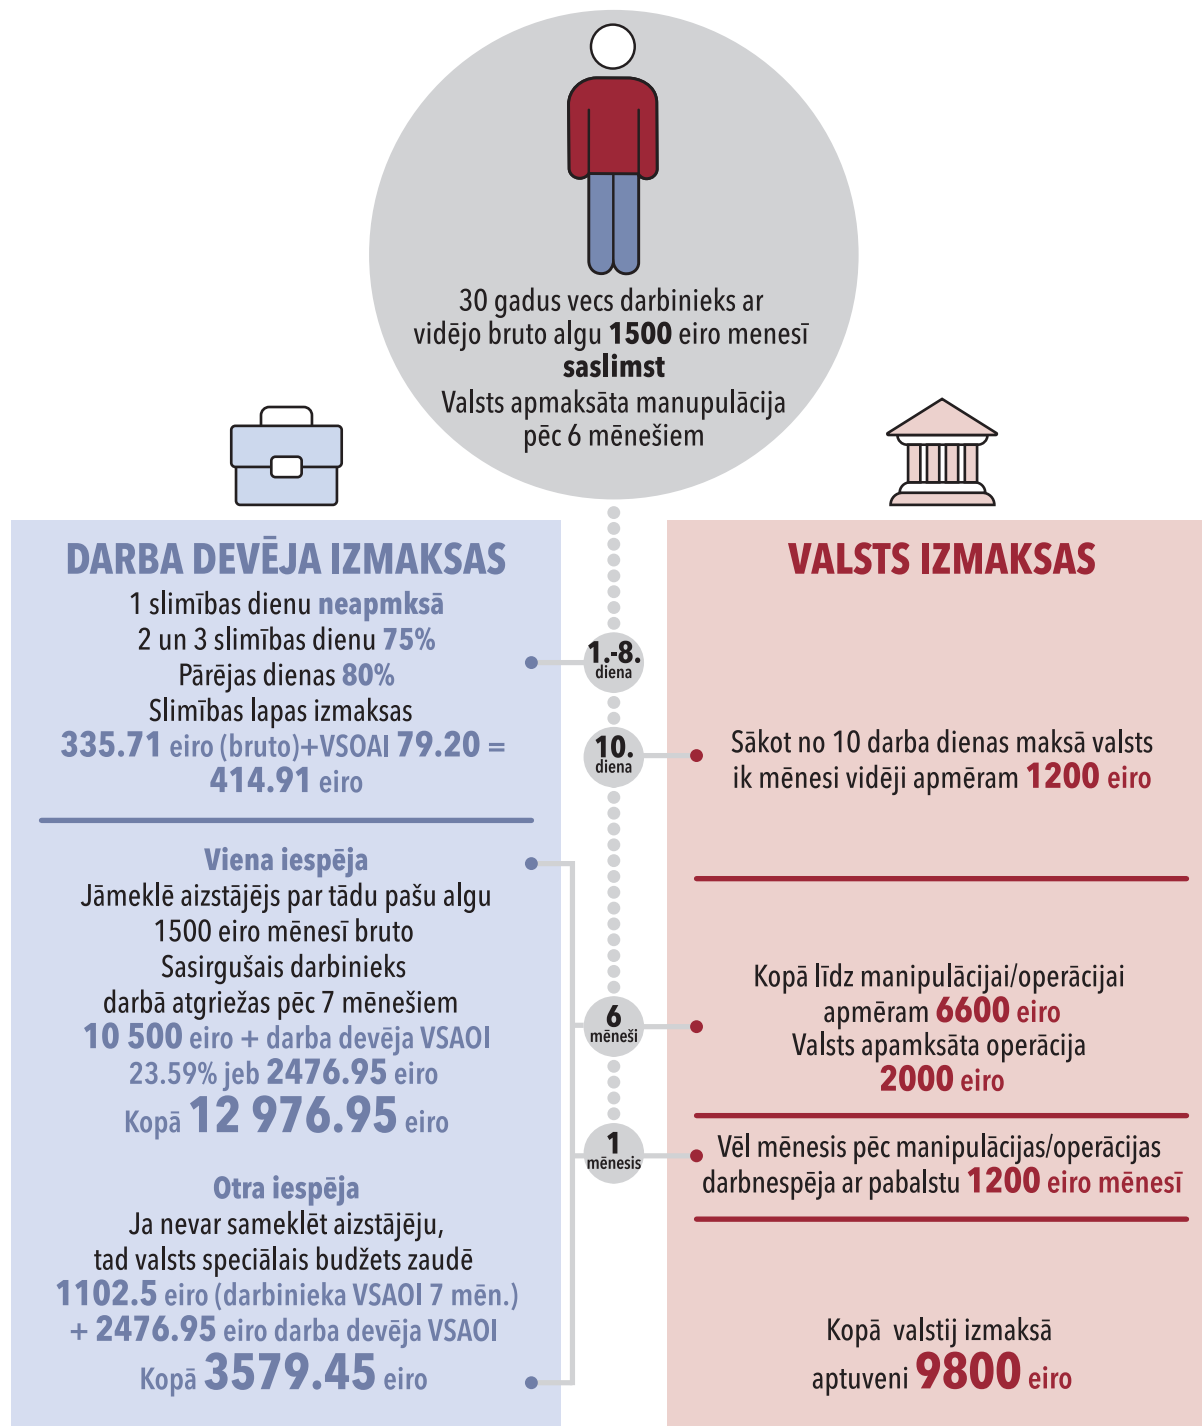 30 gadus vecs darbinieks ar
vidējo bruto algu 1500 eiro menesī
saslimst
Valsts apmaksāta manupulācija
pēc 6 mēnešiem
DARBA DEVĒJA IZMAKSAS
1 slimības dienu neapmksā
2 un 3 slimības dienu 75%
Pārējas dienas 80%
Slimības lapas izmaksas
335.71 eiro (bruto)+VSOAI 79.20 =
414.91 eiro
Viena iespēja
Jāmeklē aizstājējs par tādu pašu algu
1500 eiro mēnesī bruto
Sasirgušais darbinieks
darbā atgriežas pēc 7 mēnešiem
10 500 eiro + darba devēja VSAOI
23.59% jeb 2476.95 eiro
Kopā 12 976.95 eiro
Otra iespēja
Ja nevar sameklēt aizstājēju,
tad valsts speciālais budžets zaudē
1102.5 eiro (darbinieka VSAOI 7 mēn.)
+ 2476.95 eiro darba devēja VSAOI
Kopā 3579.45 eiro
1.-8.
diena
10.
diena
6
mēneši
1
mēnesis
VALSTS IZMAKSAS
Sākot no 10 darba dienas maksā valsts
ik mēnesi vidēji apmēram 1200 eiro
Kopā līdz manipulācijai/operācijai
apmēram 6600 eiro
Valsts apamksāta operācija
2000 eiro
Vēl mēnesis pēc manipulācijas/operācijas
darbnespēja ar pabalstu 1200 eiro mēnesī
Kopā valstij izmaksā
aptuveni 9800 eiro